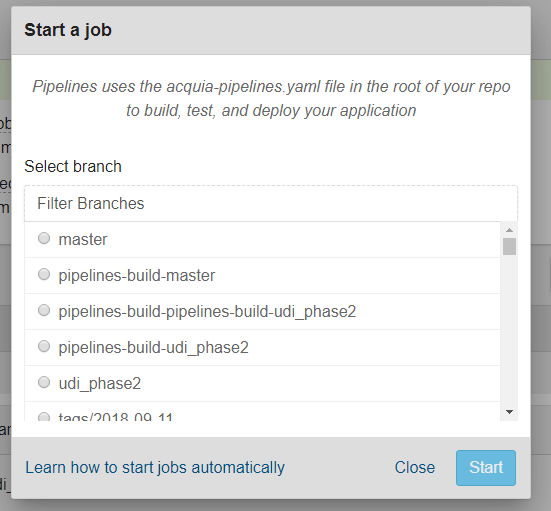 Start a job
Pipelines uses the acquia-pipelines.yaml file in the root of your repo
to build, test, and deploy your application
Select branch
Filter Branches
master
pipelines-build-master
pipelines-build-pipelines-build-udi_phase2
pipelines-build-udi_phase2
udi_phase2
tags/2018-09-11
Learn how to start jobs automatically
Close
Start